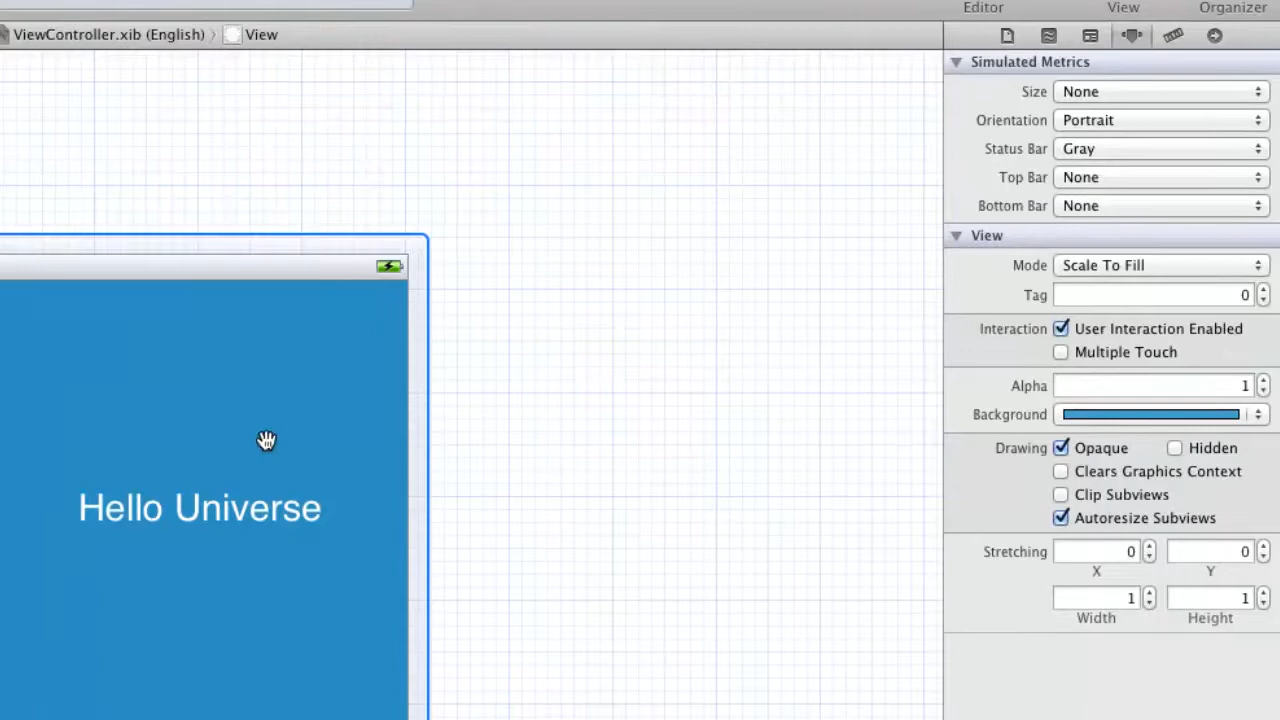 Editor View Organizer
ViewController.xib (English) 〉 View
Simulated Metrics
Size None
Orientation Portrait
Status Bar Gray
Top Bar None
Bottom Bar None
View
Mode Scale To Fill
Tag 0
Interaction User Interaction Enabled
Multiple Touch
Alpha 1
Background
Drawing Opaque Hidden
Clears Graphics Context
Clip Subviews
Autoresize Subviews
Stretching 0 0
X Y
1 1
Width Height
Hello Universe